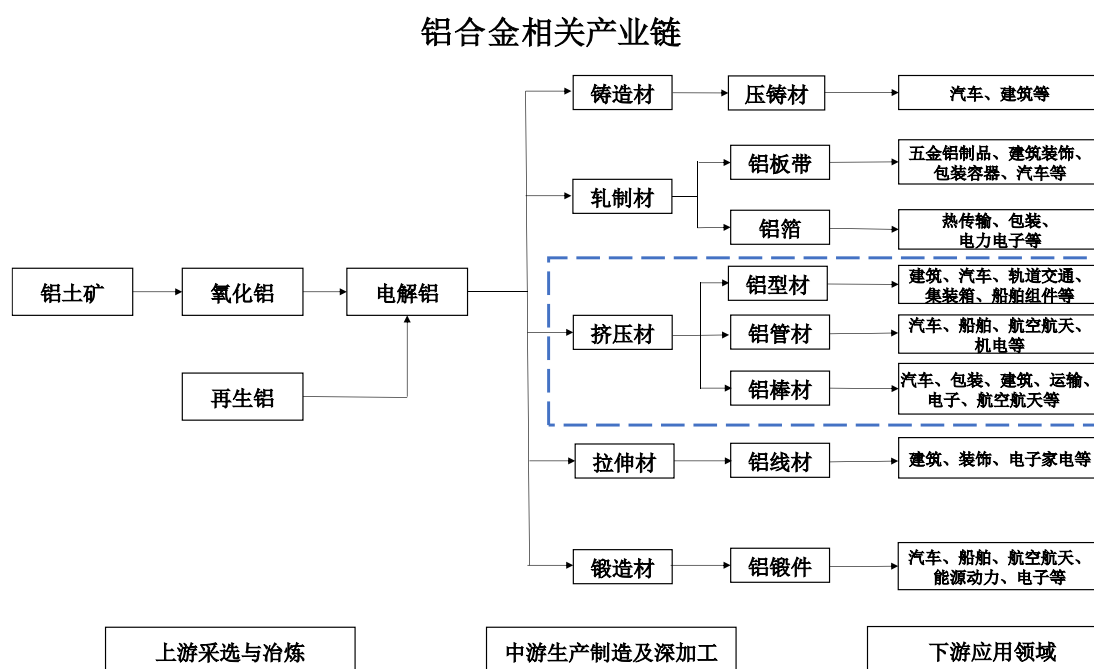 铝合金相关产业链
铸造材
压铸材
汽车、建筑等
轧制材
铝板带
五金铝制品、建筑装饰、
包装容器、汽车等
铝箔
热传输、包装、
电力电子等
铝土矿
氧化铝
电解铝
再生铝
挤压材
铝型材
建筑、汽车、轨道交通、
集装箱、船舶组件等
铝管材
汽车、船舶、航空航天、
机电等
铝棒材
汽车、包装、建筑、运输、
电子、航空航天等
拉伸材
铝线材
建筑、装饰、电子家电等
锻造材
铝锻件
汽车、船舶、航空航天、
能源动力、电子等
上游采选与冶炼
中游生产制造及深加工
下游应用领域